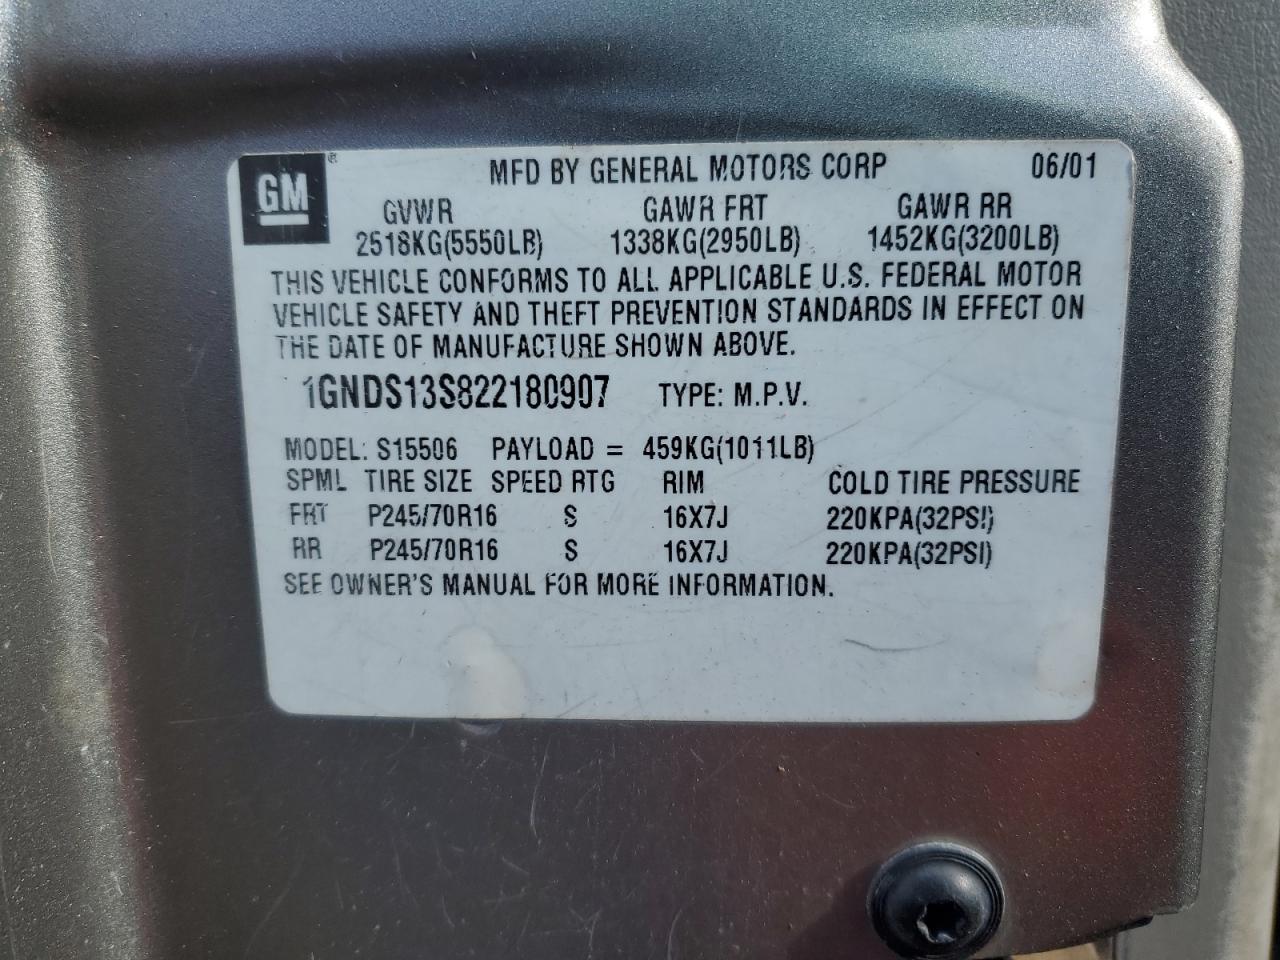 GM ® MFD BY GENERAL MOTORS CORP 06/01
GVWR GAWR FRT GAWR RR
2518KG(5550LB) 1338KG(2950LB) 1452KG(3200LB)
THIS VEHICLE CONFORMS TO ALL APPLICABLE U.S. FEDERAL MOTOR
VEHICLE SAFETY AND THEFT PREVENTION STANDARDS IN EFFECT ON
THE DATE OF MANUFACTURE SHOWN ABOVE.
1GNDS13S822180907 TYPE: M.P.V.
MODEL: S15506 PAYLOAD = 459KG(1011LB)
SPML TIRE SIZE SPEED RTG RIM COLD TIRE PRESSURE
FRT P245/70R16 S 16X7J 220KPA(32PSI)
RR P245/70R16 S 16X7J 220KPA(32PSI)
SEE OWNER'S MANUAL FOR MORE INFORMATION.